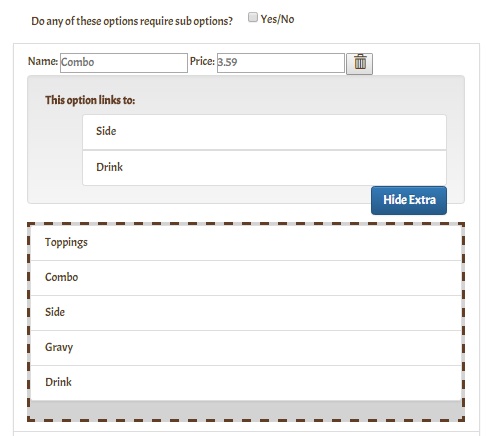 Do any of these options require sub options? Yes/No
Name: Combo Price: 3.59
This option links to:
Side
Drink
Hide Extra
Toppings
Combo
Side
Gravy
Drink